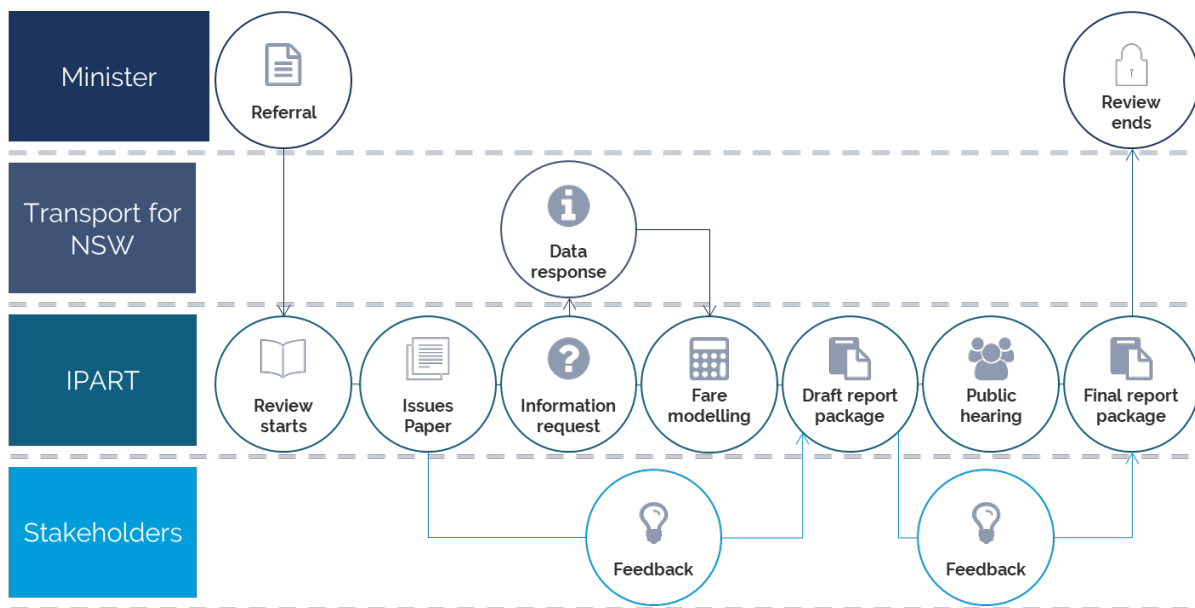 Minister
Referral
Review
ends
Transport for
NSW
Data
response
IPART
Review
starts
Issues
Paper
Information
request
Fare
modelling
Draft report
package
Public
hearing
Final report
package
Stakeholders
Feedback
Feedback